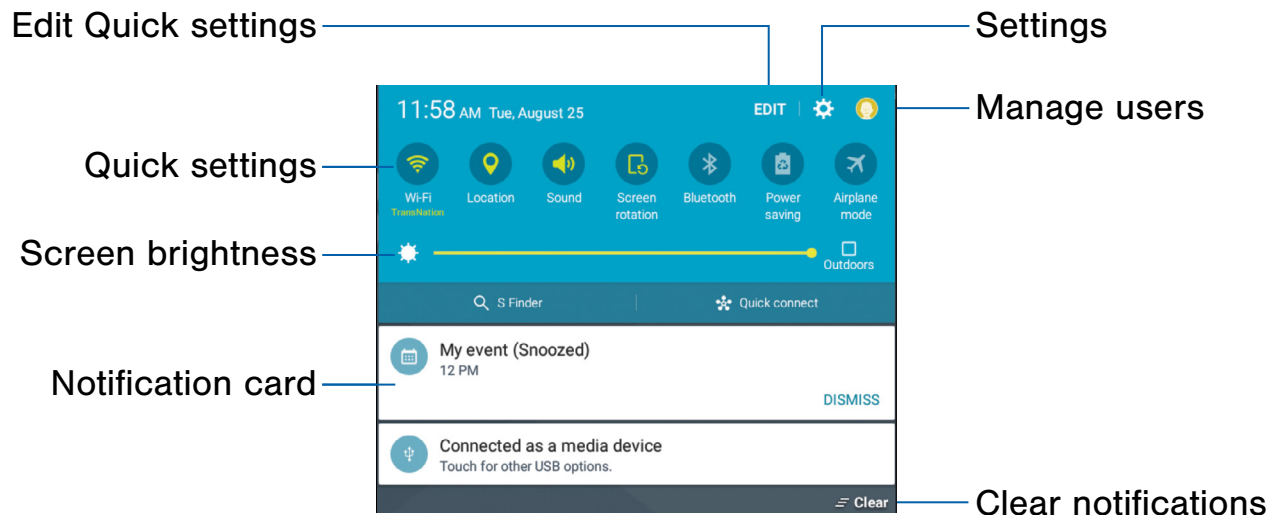 Edit Quick settings
Settings
11:58 AM Tue, August 25
EDIT
Manage users
Quick settings
Wi-Fi
TransNation
Location
Sound
Screen
rotation
Bluetooth
Power
saving
Airplane
mode
Screen brightness
Outdoors
S Finder
Quick connect
My event (Snoozed)
12 PM
Notification card
DISMISS
Connected as a media device
Touch for other USB options.
Clear
Clear notifications